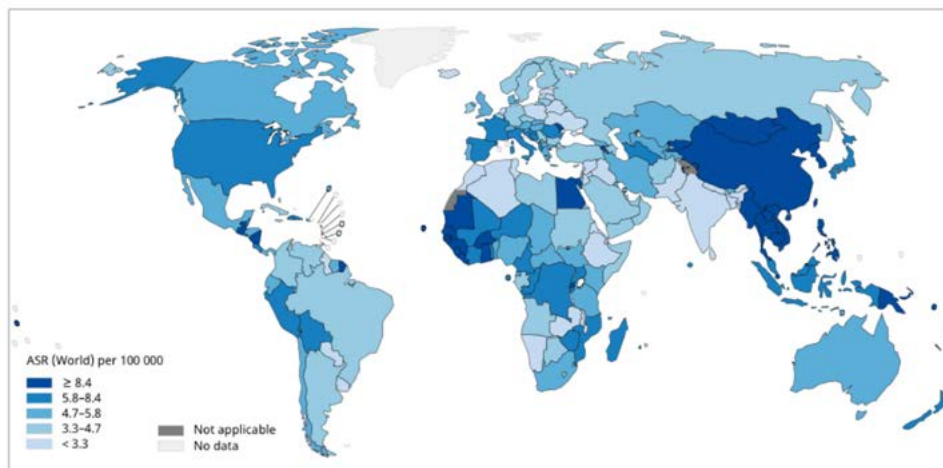 ASR (World) per 100 000
≥ 8.4
5.8–8.4
4.7–5.8
3.3–4.7
< 3.3
Not applicable
No data